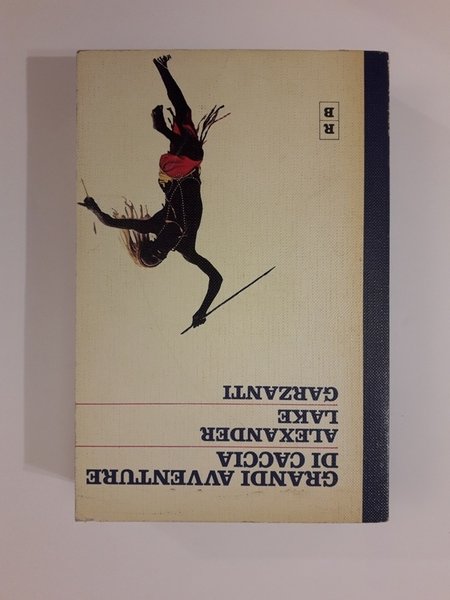 GRANDI AVVENTURE
DI CACCIA
ALEXANDER
LAKE
GARZANTI
B
R